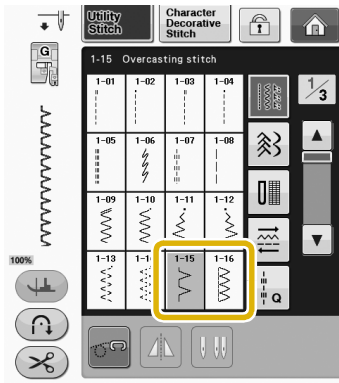 Utility Stitch
Character Decorative Stitch
G
1-15 Overcasting stitch
1-01 1-02 1-03 1-04
1/3
1-05 1-06 1-07 1-08
1-09 1-10 1-11 1-12
1-13 1-15 1-16
100%
Q